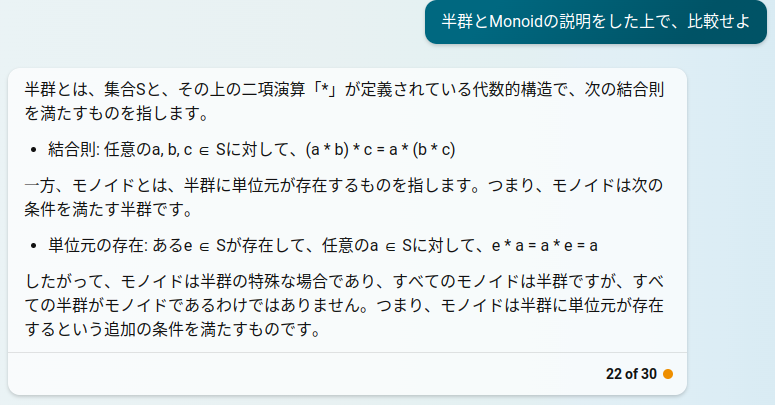 半群とMonoidの説明をした上で、比較せよ
半群とは、集合Sと、その上の二項演算「*」が定義されている代数的構造で、次の結合則
を満たすものを指します。
• 結合則: 任意のa, b, c ∈ Sに対して、(a * b) * c = a * (b * c)
一方、モノイドとは、半群に単位元が存在するものを指します。つまり、モノイドは次の
条件を満たす半群です。
• 単位元の存在: あるe ∈ Sが存在して、任意のa ∈ Sに対して、e * a = a * e = a
したがって、モノイドは半群の特殊な場合であり、すべてのモノイドは半群ですが、すべ
ての半群がモノイドであるわけではありません。つまり、モノイドは半群に単位元が存在
するという追加の条件を満たすものです。
22 of 30